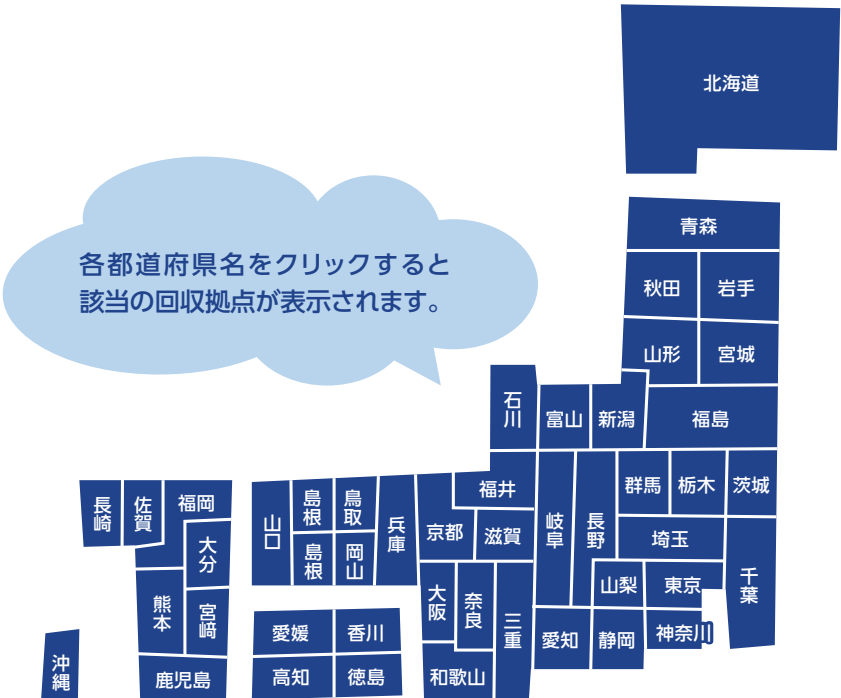 北海道
青森
各都道府県名をクリックすると
該当の回収拠点が表示されます。
秋田
岩手
山形
宮城
石川
富山
新潟
福島
福井
群馬
栃木
茨城
長崎
佐賀
福岡
山口
島根
鳥取
兵庫
京都
滋賀
岐阜
長野
埼玉
大分
島根
岡山
千葉
大阪
奈良
三重
山梨
東京
熊本
宮崎
愛媛
香川
愛知
静岡
神奈川
沖縄
鹿児島
高知
徳島
和歌山